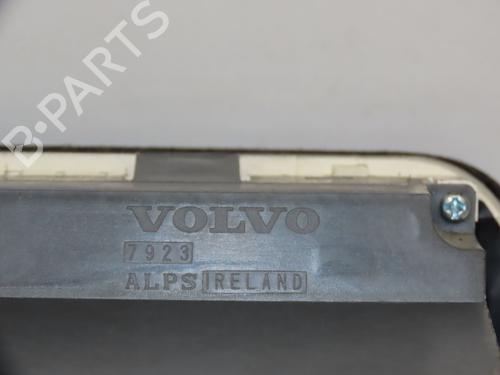 B-PARTS
VOLVO
7923
ALPS IRELAND